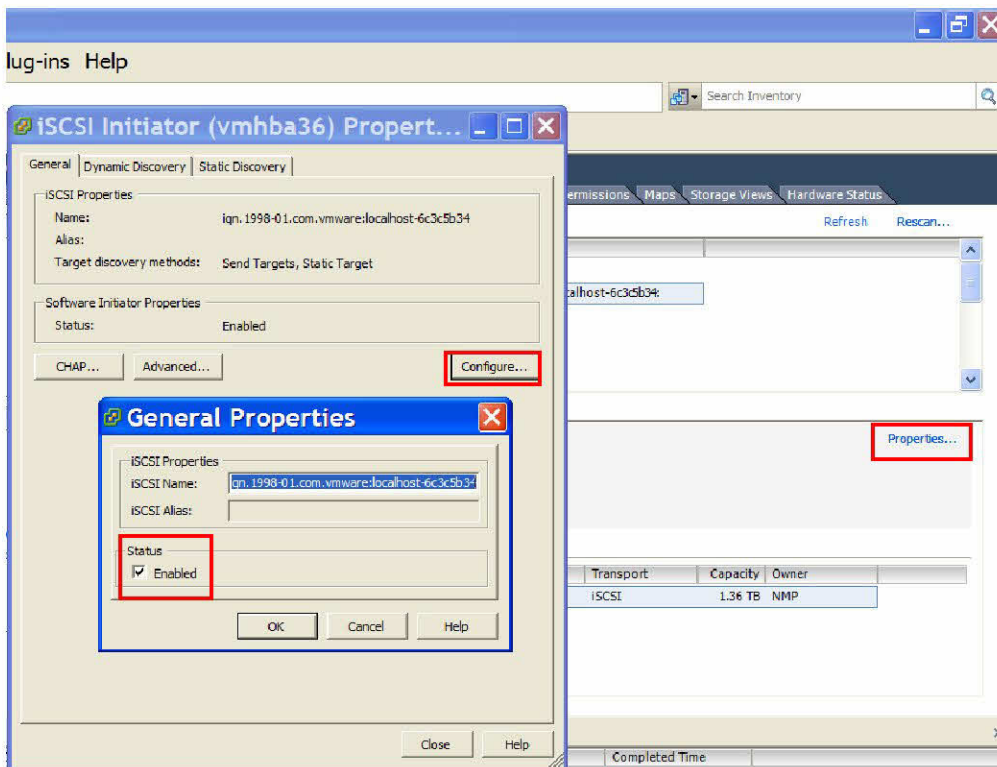 lug-ins Help
Search Inventory
iSCSI Initiator (vmhba36) Propert...
General Dynamic Discovery Static Discovery
iSCSI Properties
Name: iqn.1998-01.com.vmware:localhost-6c3c5b34
Alias:
Target discovery methods: Send Targets, Static Target
Software Initiator Properties
Status: Enabled
CHAP... Advanced... Configure...
General Properties
iSCSI Properties
iSCSI Name: qn.1998-01.com.vmware:localhost-6c3c5b34
iSCSI Alias:
Status
Enabled
OK Cancel Help
Close Help
ermissions Maps Storage Views Hardware Status
Refresh Rescan...
calhost-6c3c5b34:
Properties...
Transport Capacity Owner
iSCSI 1.36 TB NMP
Completed Time